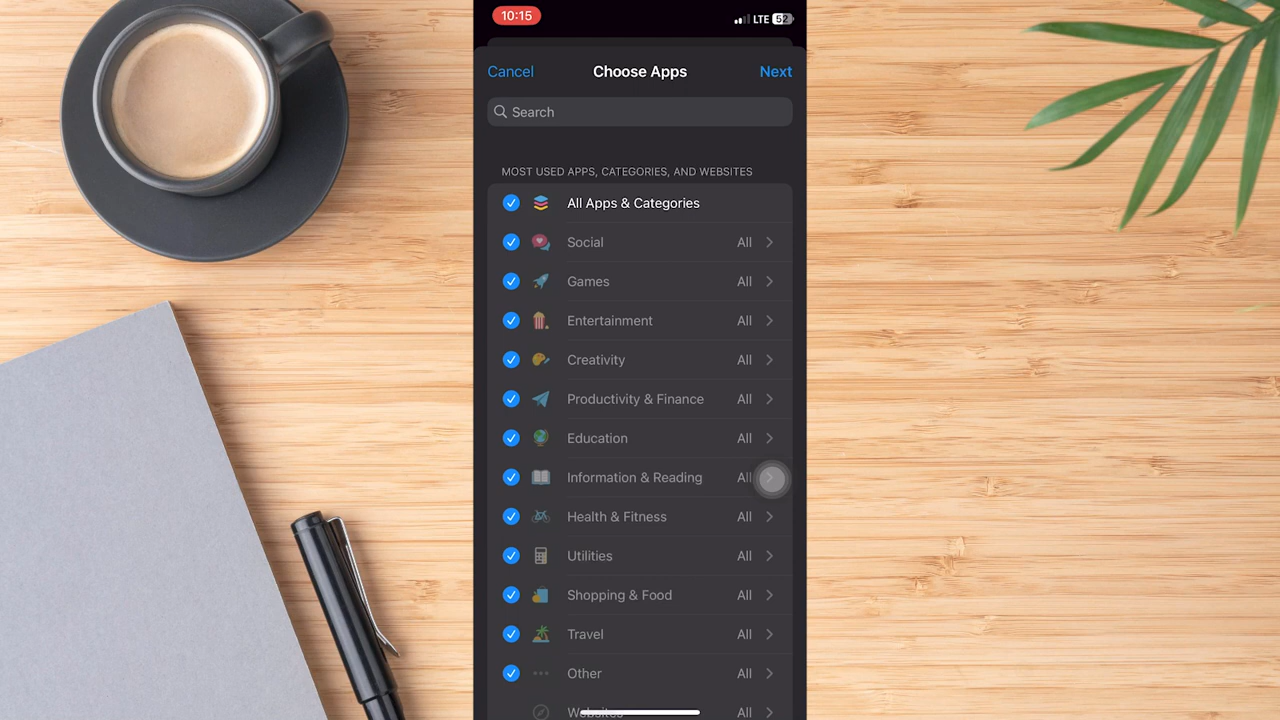 10:15 LTE 52
Cancel Choose Apps Next
Search
MOST USED APPS, CATEGORIES, AND WEBSITES
All Apps & Categories
Social All
Games All
Entertainment All
Creativity All
Productivity & Finance All
Education All
Information & Reading All
Health & Fitness All
Utilities All
Shopping & Food All
Travel All
Other All
Websites All